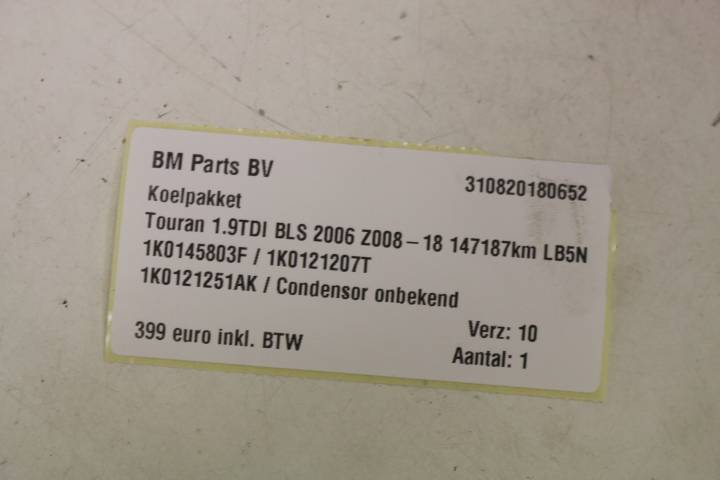 BM Parts BV 310820180652
Koelpakket
Touran 1.9TDI BLS 2006 Z008-18 147187km LB5N
1K0145803F / 1K0121207T
1K0121251AK / Condensor onbekend
399 euro inkl. BTW Verz: 10
Aantal: 1